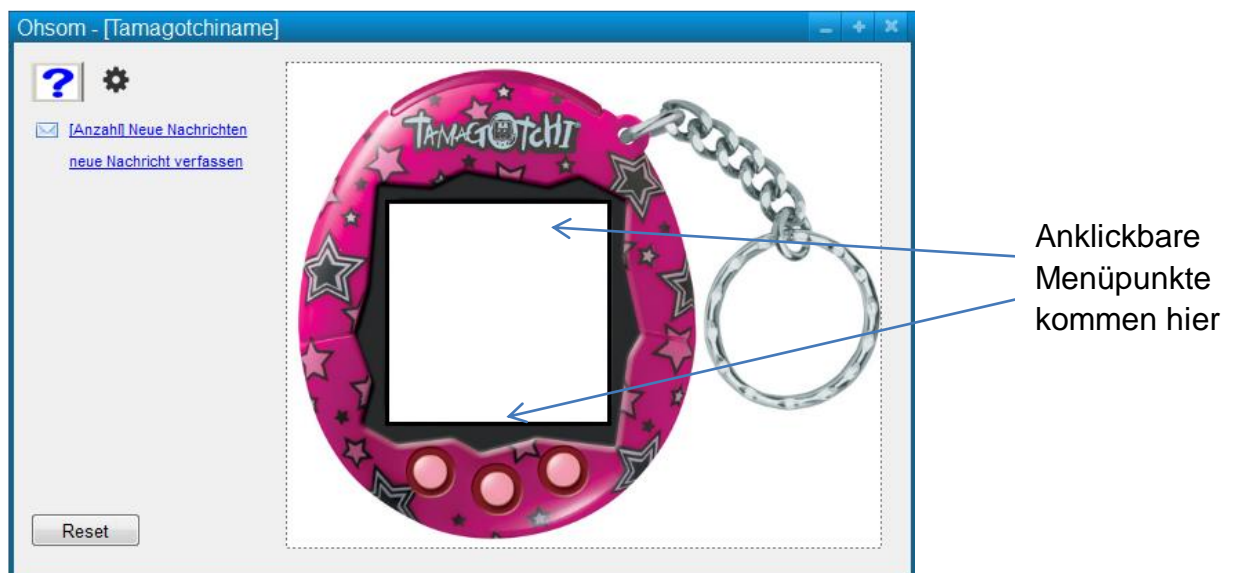 Ohsom - [Tamagotchiname]
?
[Anzahl] Neue Nachrichten
neue Nachricht verfassen
TAMAGOTCHI
Anklickbare
Menüpunkte
kommen hier
Reset